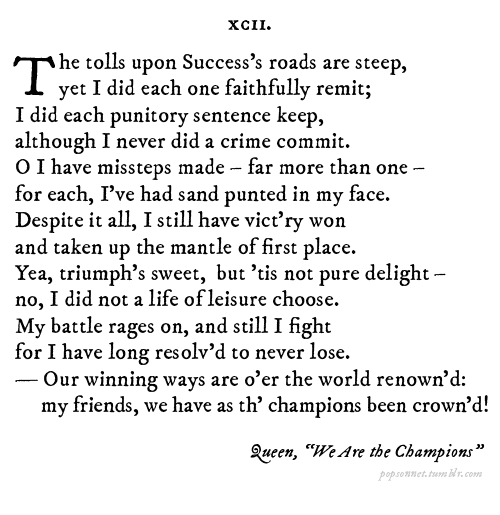 XCII.
The tolls upon Success's roads are steep,
yet I did each one faithfully remit;
I did each punitory sentence keep,
although I never did a crime commit.
O I have missteps made – far more than one –
for each, I've had sand punted in my face.
Despite it all, I still have vict'ry won
and taken up the mantle of first place.
Yea, triumph's sweet, but 'tis not pure delight –
no, I did not a life of leisure choose.
My battle rages on, and still I fight
for I have long resolv'd to never lose.
— Our winning ways are o'er the world renown'd:
my friends, we have as th' champions been crown'd!
Queen, "We Are the Champions"
popsonnet.tumblr.com